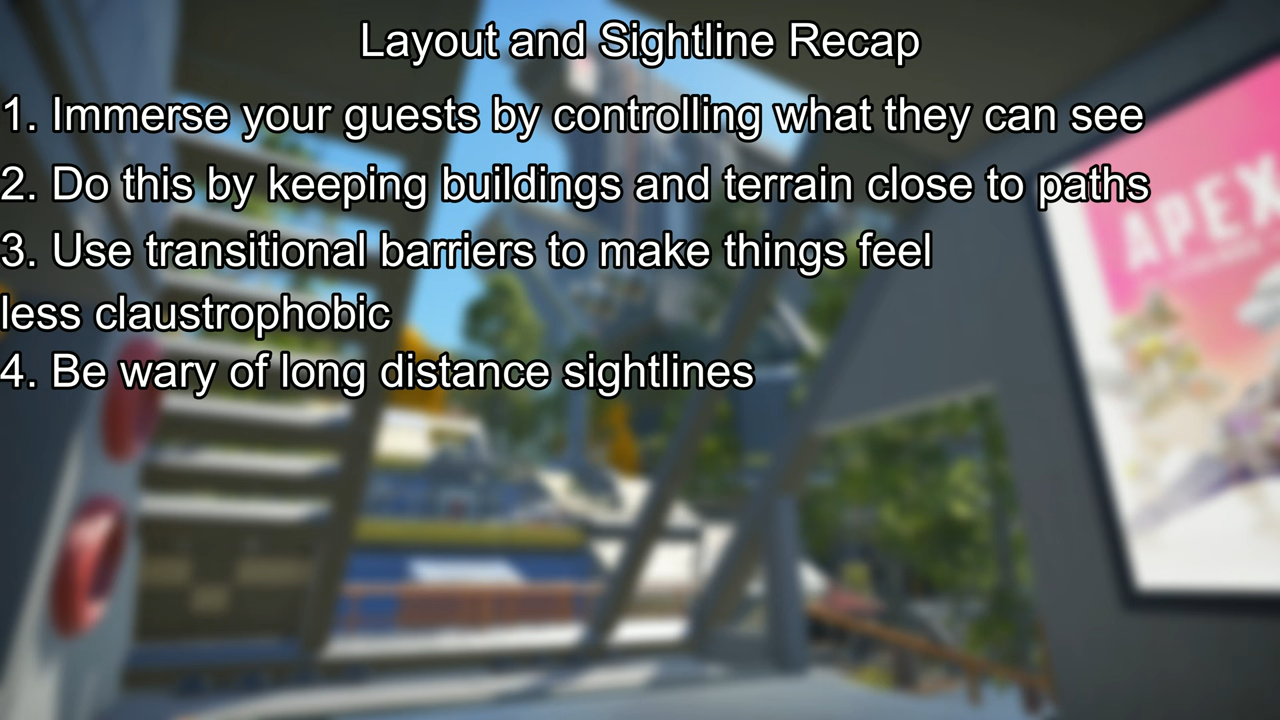 Layout and Sightline Recap
1. Immerse your guests by controlling what they can see
2. Do this by keeping buildings and terrain close to paths
3. Use transitional barriers to make things feel
less claustrophobic
4. Be wary of long distance sightlines
APEX